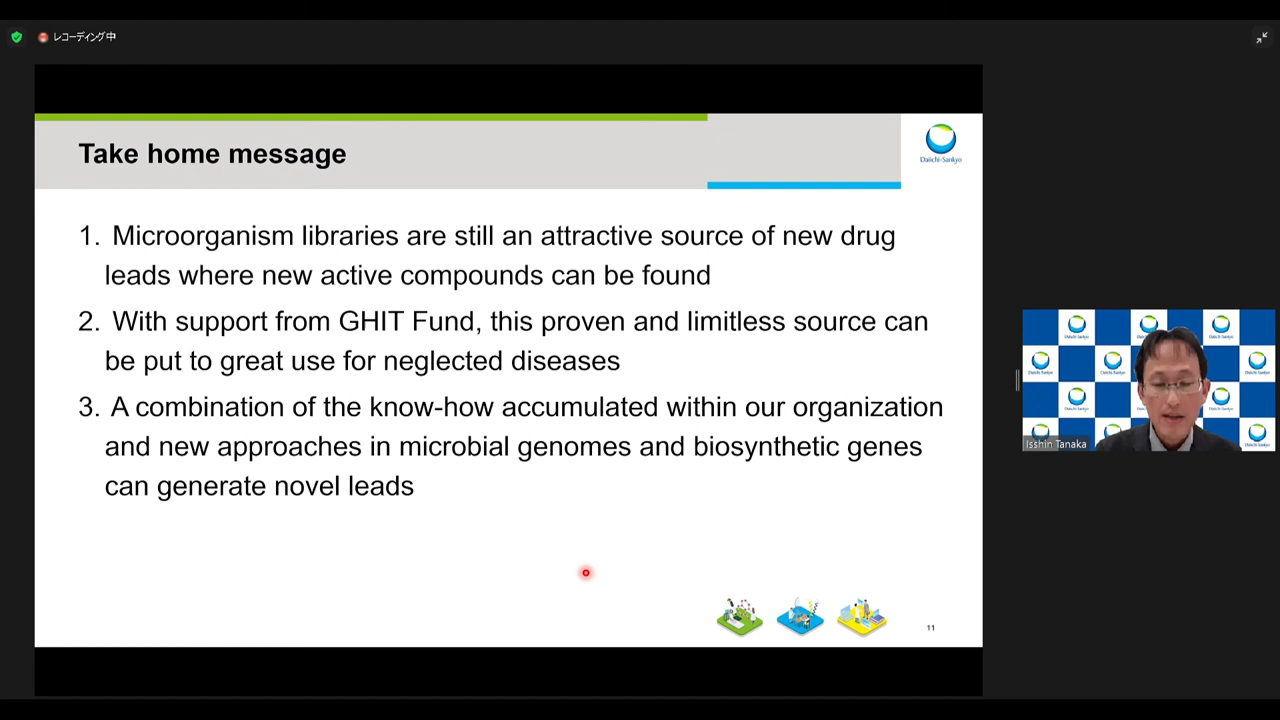 レコーディング中
Take home message
Daiichi-Sankyo
1. Microorganism libraries are still an attractive source of new drug
leads where new active compounds can be found
2. With support from GHIT Fund, this proven and limitless source can
be put to great use for neglected diseases
3. A combination of the know-how accumulated within our organization
and new approaches in microbial genomes and biosynthetic genes
can generate novel leads
11
Isshin Tanaka